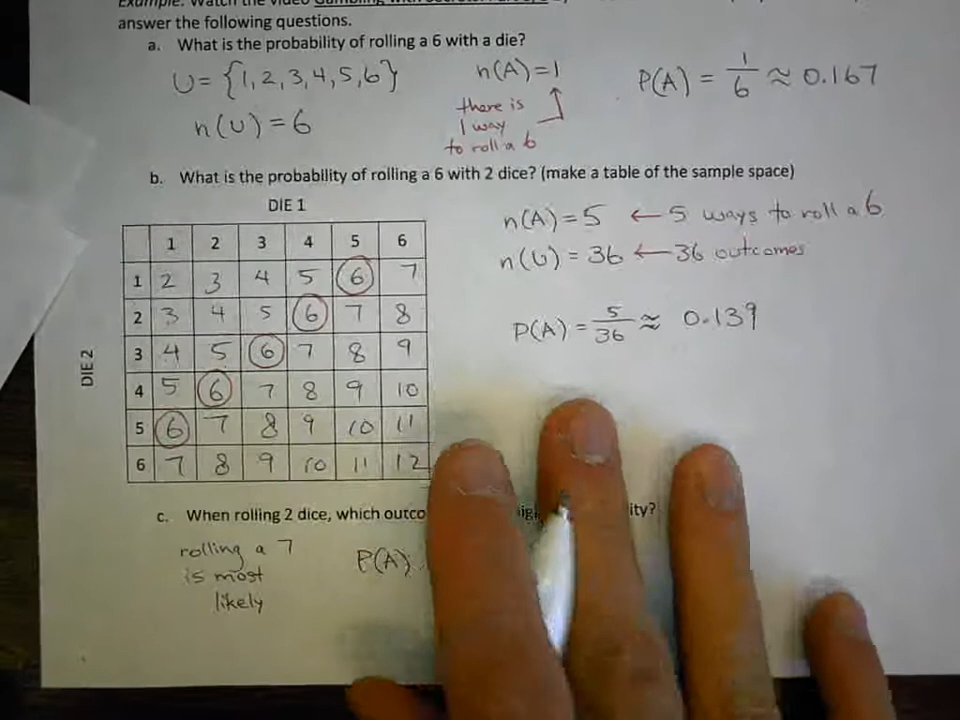 Example: Watch the video Gambling with
answer the following questions.
a. What is the probability of rolling a 6 with a die?
U = {1, 2, 3, 4, 5, 6} n(A) = 1 P(A) = 1/6 ≈ 0.167
n(U) = 6
there is
1 way
to roll a 6
b. What is the probability of rolling a 6 with 2 dice? (make a table of the sample space)
DIE 1
1 2 3 4 5 6
1 2 3 4 5 6 7
2 3 4 5 6 7 8
3 4 5 6 7 8 9
4 5 6 7 8 9 10
5 6 7 8 9 10 11
6 7 8 9 10 11 12
DIE 2
n(A) = 5 ← 5 ways to roll a 6
n(U) = 36 ← 36 outcomes
P(A) = 5/36 ≈ 0.139
c. When rolling 2 dice, which outco ity?
rolling a 7
is most
likely
P(A)